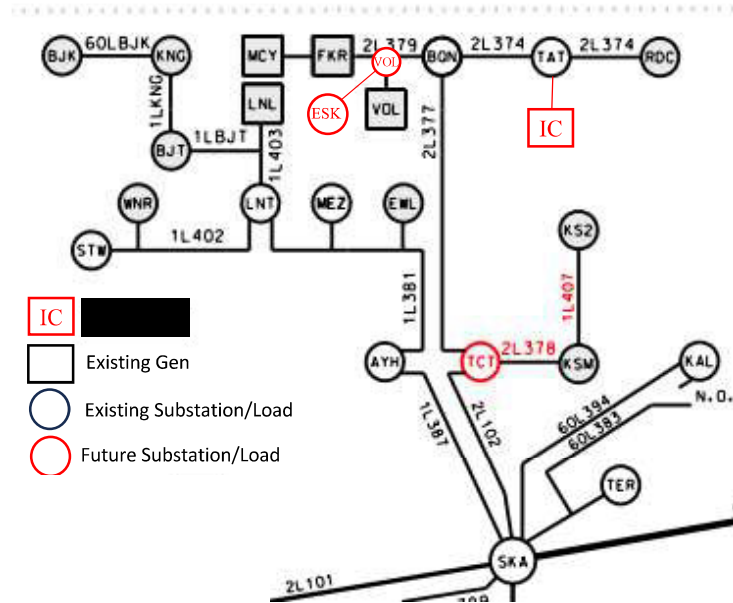 BJK
60LBJK
KNG
MCY
FKR
2L379
VOL
BQN
2L374
TAT
2L374
RDC
1LKNG
LNL
ESK
VOL
IC
BJT
1LBJT
1L403
2L377
WNR
LNT
MEZ
EWL
STW
1L402
KS2
1L381
1L407
IC
Existing Gen
AYH
TCT
2L378
KSM
KAL
N.O.
Existing Substation/Load
1L387
2L102
60L394
60L383
Future Substation/Load
TER
SKA
2L101